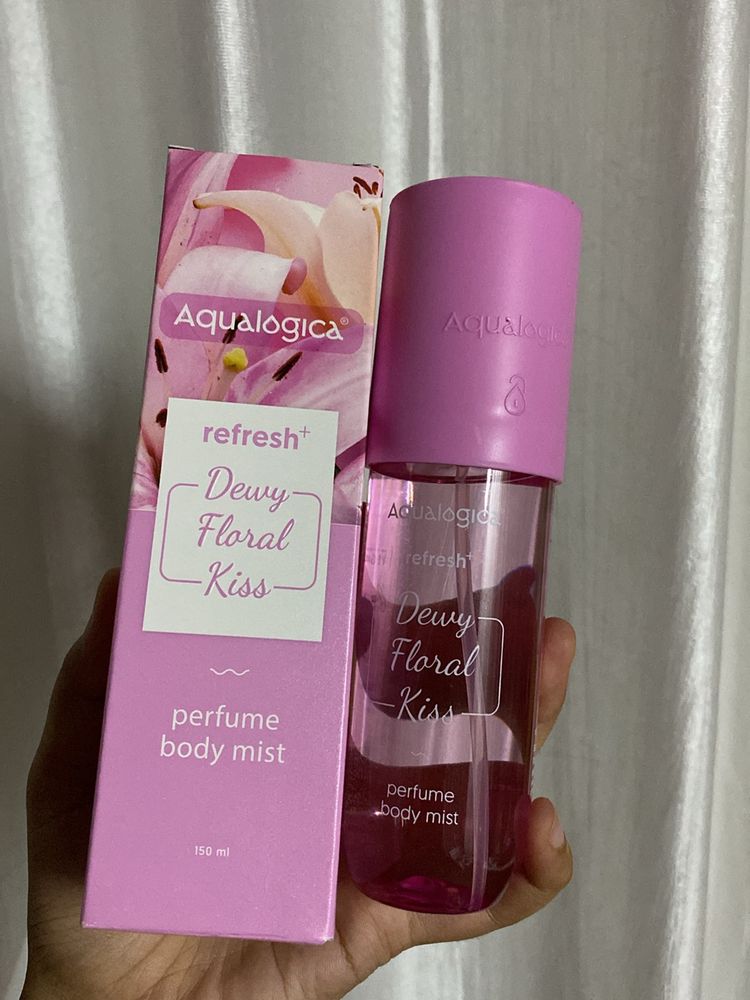 Aqualogica®
refresh+
Dewy
Floral
Kiss
perfume
body mist
150 ml
Aqualogica
Aqualogica
refresh+
Dewy
Floral
Kiss
perfume
body mist